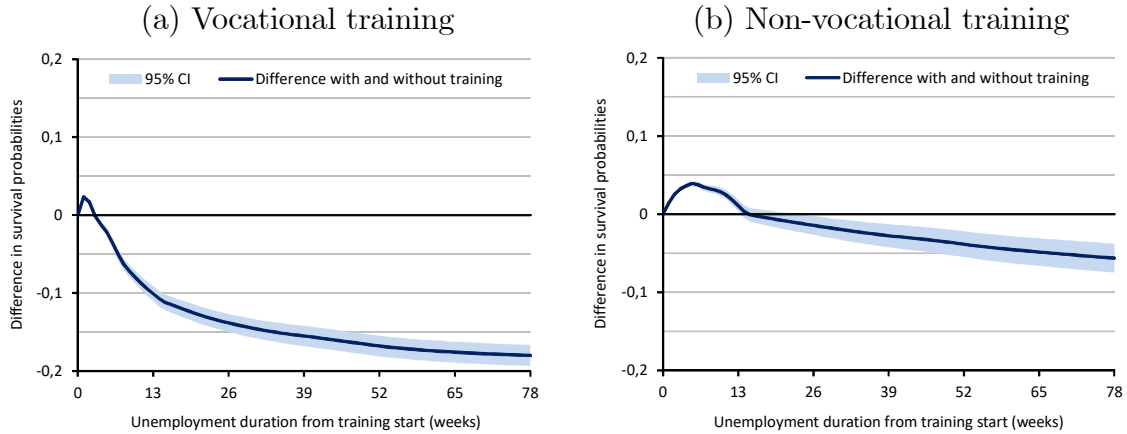 (a) Vocational training
0,2
0,1
0
-0,1
-0,2
Difference in survival probabilities
95% CI
Difference with and without training
0 13 26 39 52 65 78
Unemployment duration from training start (weeks)
(b) Non-vocational training
0,2
0,1
0
-0,1
-0,2
Difference in survival probabilities
95% CI
Difference with and without training
0 13 26 39 52 65 78
Unemployment duration from training start (weeks)